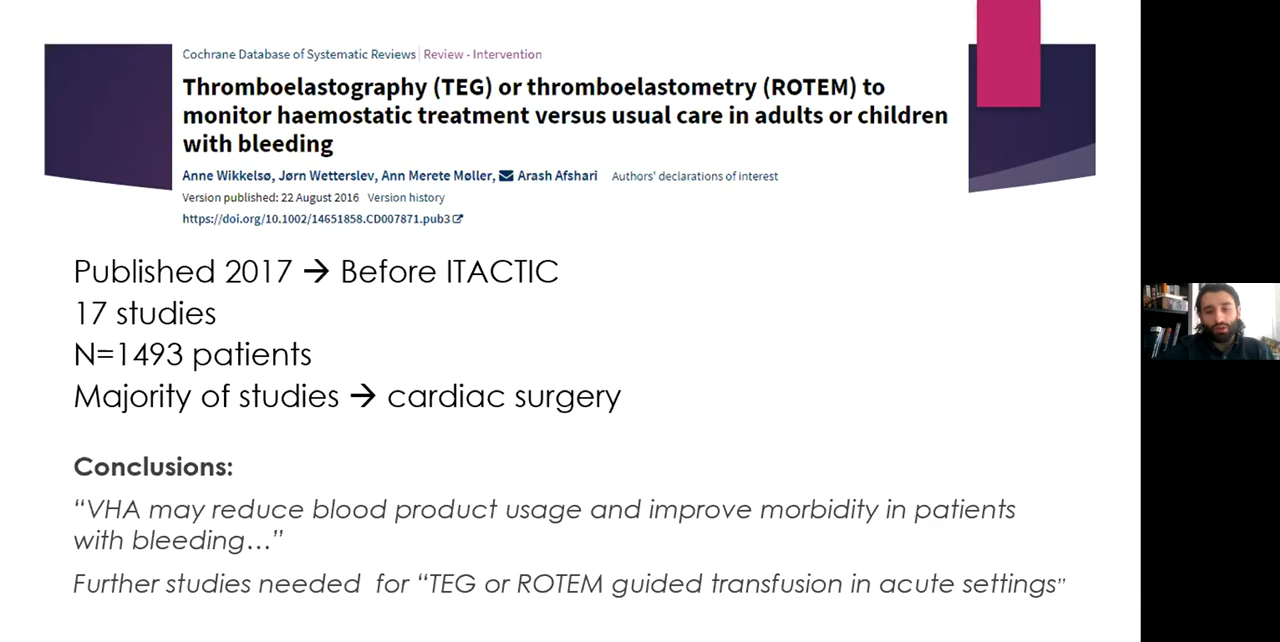 Cochrane Database of Systematic Reviews | Review - Intervention
Thromboelastography (TEG) or thromboelastometry (ROTEM) to
monitor haemostatic treatment versus usual care in adults or children
with bleeding
Anne Wikkelsø, Jørn Wetterslev, Ann Merete Møller, Arash Afshari Authors' declarations of interest
Version published: 22 August 2016 Version history
https://doi.org/10.1002/14651858.CD007871.pub3
Published 2017 → Before ITACTIC
17 studies
N=1493 patients
Majority of studies → cardiac surgery
Conclusions:
“VHA may reduce blood product usage and improve morbidity in patients
with bleeding…”
Further studies needed for “TEG or ROTEM guided transfusion in acute settings”